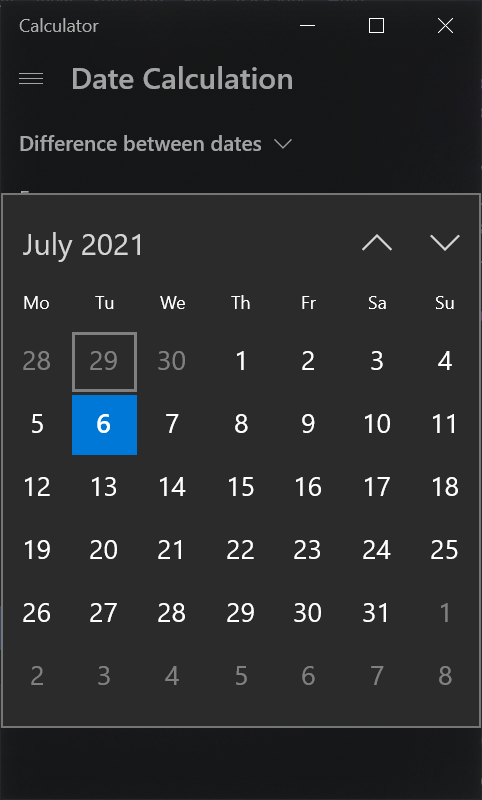 Calculator
Date Calculation
Difference between dates
July 2021
Mo Tu We Th Fr Sa Su
28 29 30 1 2 3 4
5 6 7 8 9 10 11
12 13 14 15 16 17 18
19 20 21 22 23 24 25
26 27 28 29 30 31 1
2 3 4 5 6 7 8